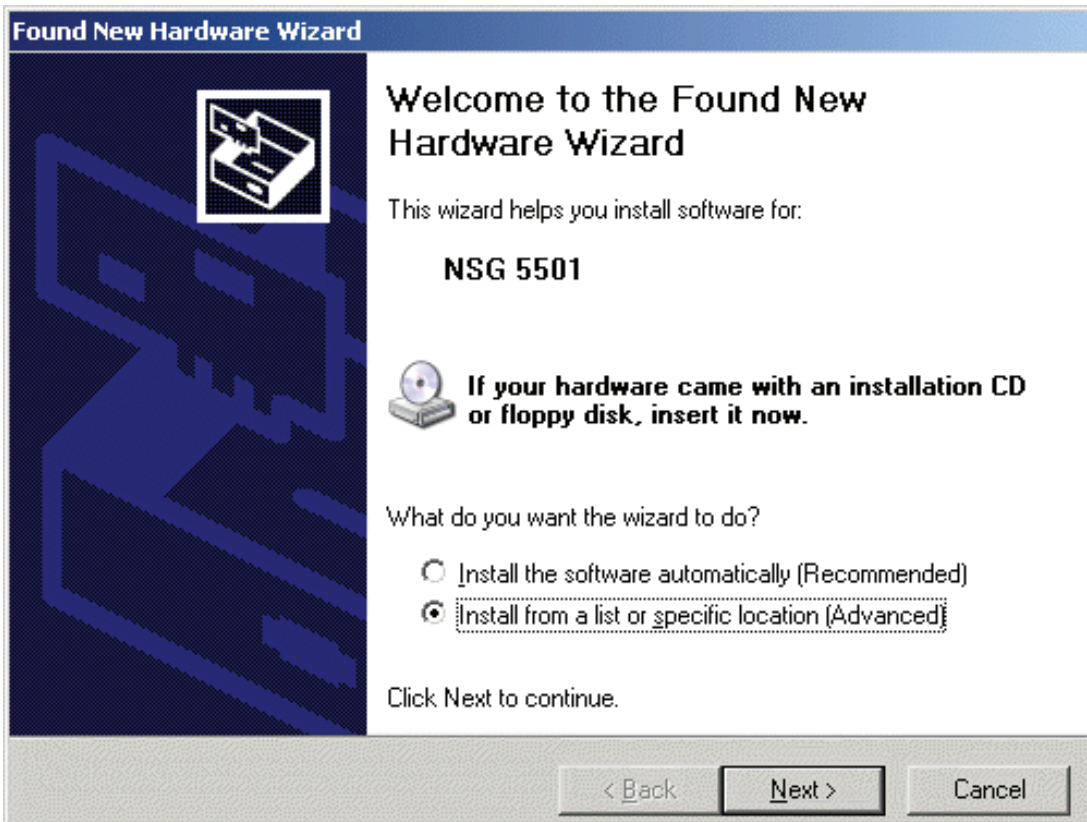 Found New Hardware Wizard
Welcome to the Found New
Hardware Wizard
This wizard helps you install software for:
NSG 5501
If your hardware came with an installation CD
or floppy disk, insert it now.
What do you want the wizard to do?
Install the software automatically (Recommended)
Install from a list or specific location (Advanced)
Click Next to continue.
< Back Next > Cancel